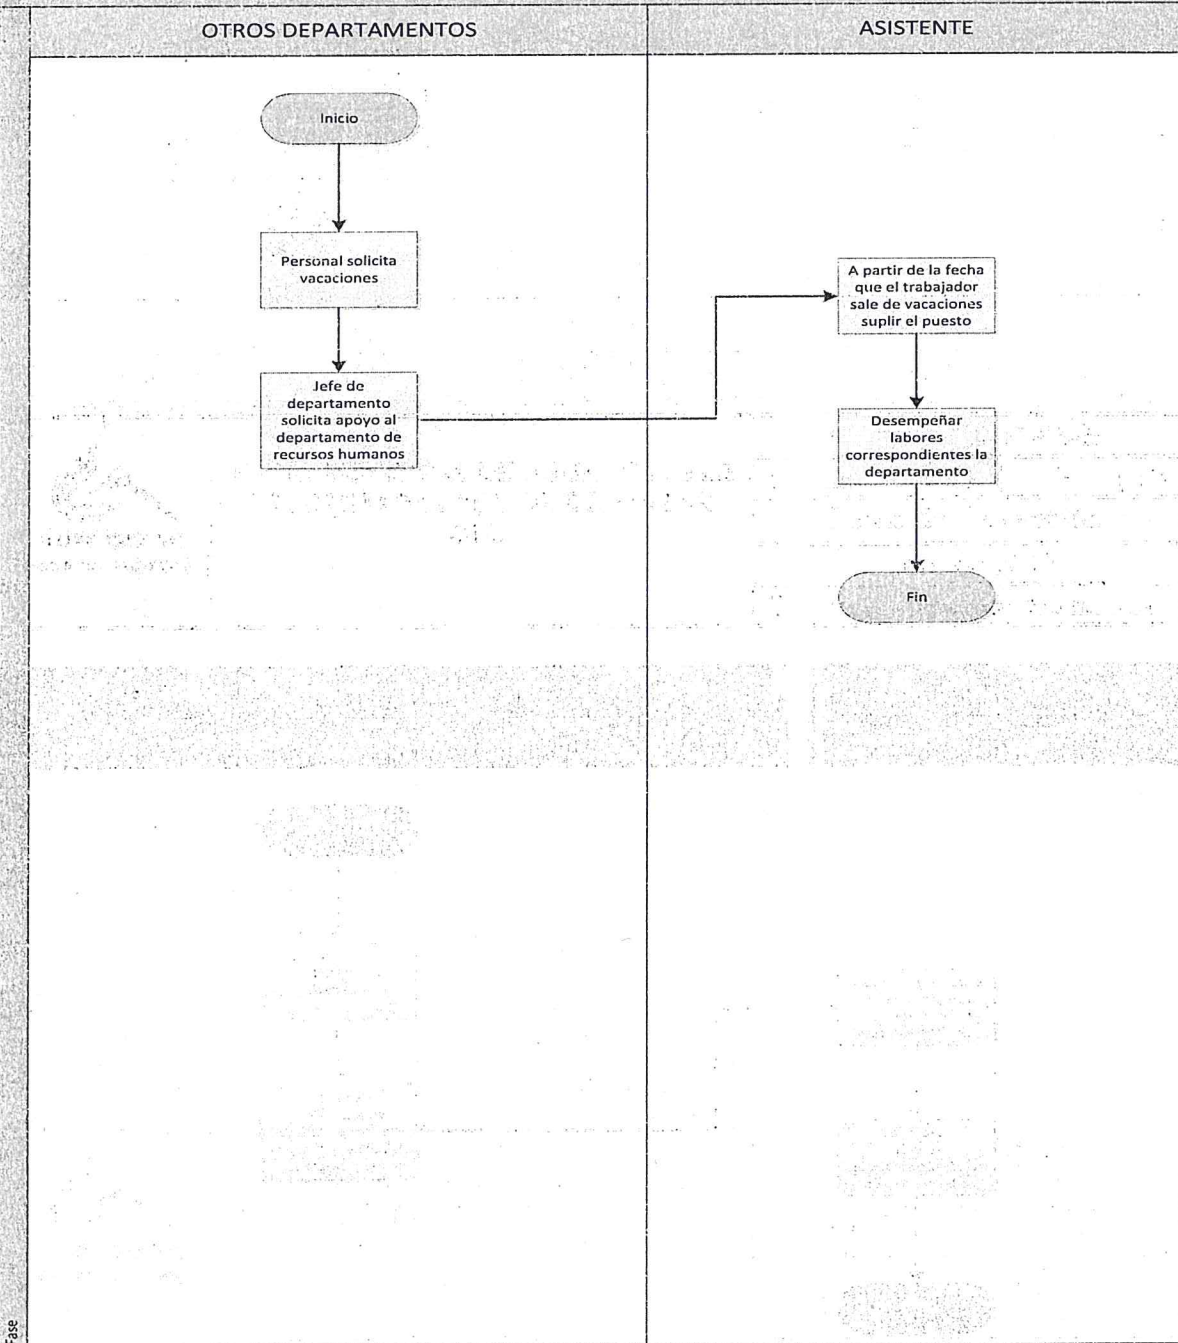 OTROS DEPARTAMENTOS
ASISTENTE
Inicio
Personal solicita
vacaciones
Jefe de
departamento
solicita apoyo al
departamento de
recursos humanos
A partir de la fecha
que el trabajador
sale de vacaciones
suplir el puesto
Desempeñar
labores
correspondientes la
departamento
Fin
Fase